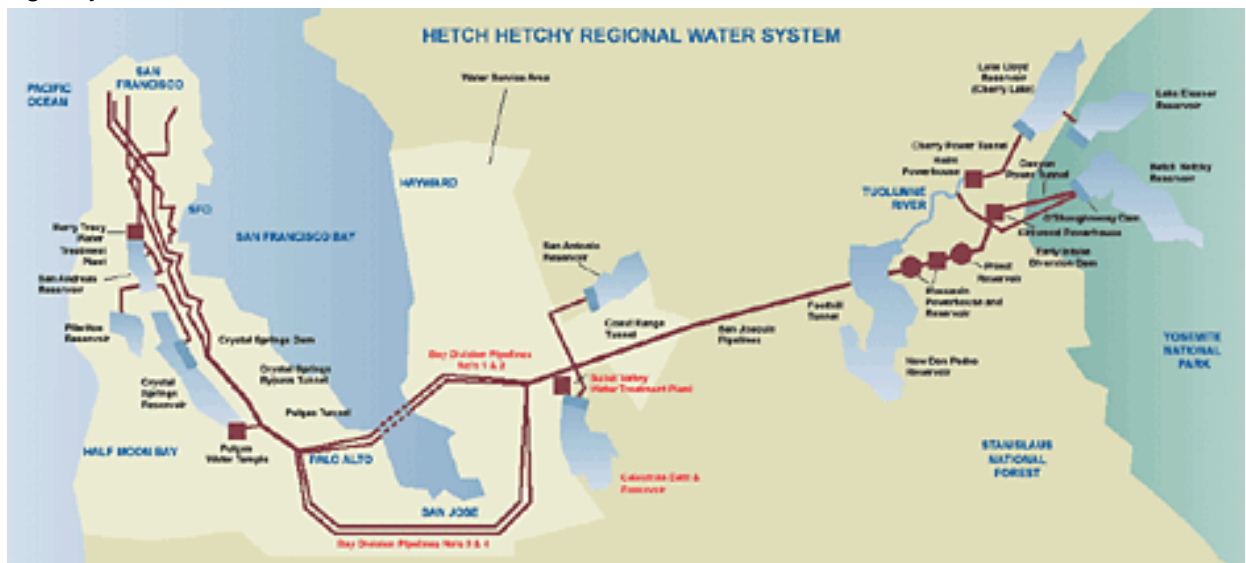 HETCH HETCHY REGIONAL WATER SYSTEM
PACIFIC
OCEAN
SAN
FRANCISCO
Water Service Area
Lake Lloyd
Reservoir
(Cherry Lake)
Lake Eleanor
Reservoir
Cherry Power Tunnel
Holm
Powerhouse
Canyon
Power Tunnel
Hetch Hetchy
Reservoir
HAYWARD
TUOLUMNE
RIVER
SFO
O'Shaughnessy Dam
Kirkwood Powerhouse
Harry Tracy
Water
Treatment
Plant
SAN FRANCISCO BAY
San Antonio
Reservoir
Early Intake
Diversion Dam
Priest
Reservoir
San Andreas
Reservoir
Moccasin
Powerhouse and
Reservoir
Foothill
Tunnel
Pilarcitos
Reservoir
Crystal Springs Dam
Coast Range
Tunnel
San Joaquin
Pipelines
YOSEMITE
NATIONAL
PARK
Bay Division Pipelines
No's 1 & 2
Crystal Springs
Bypass Tunnel
New Don Pedro
Reservoir
Crystal
Springs
Reservoir
Sunol Valley
Water Treatment Plant
Pulgas Tunnel
HALF MOON BAY
Pulgas
Water Temple
PALO ALTO
STANISLAUS
NATIONAL
FOREST
Calaveras Dam &
Reservoir
SAN JOSE
Bay Division Pipelines No's 3 & 4